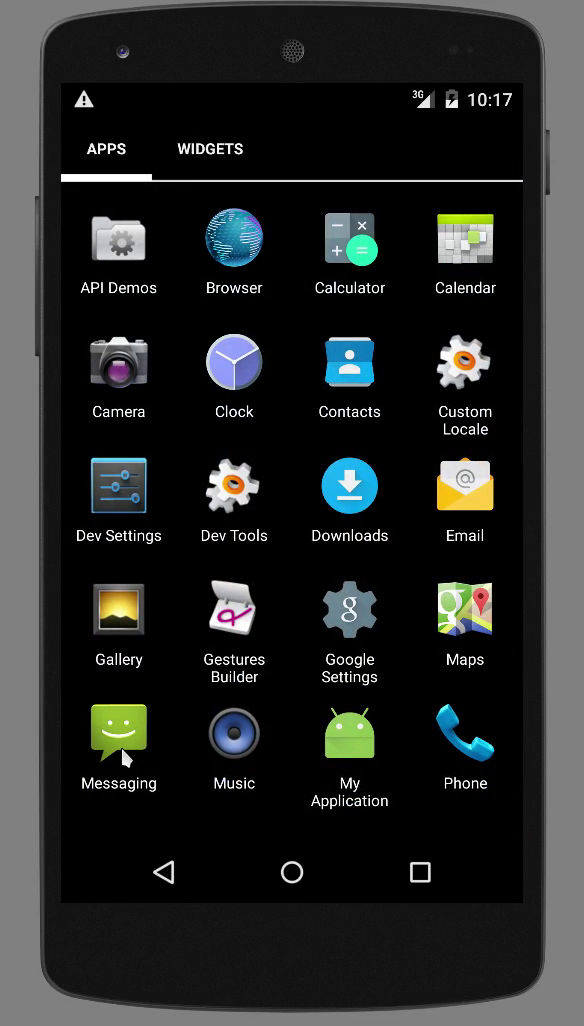 3G 10:17
APPS WIDGETS
API Demos Browser Calculator Calendar
Camera Clock Contacts Custom
Locale
Dev Settings Dev Tools Downloads Email
@
Gallery Gestures Google Maps
Builder Settings
g g
Messaging Music My Phone
Application